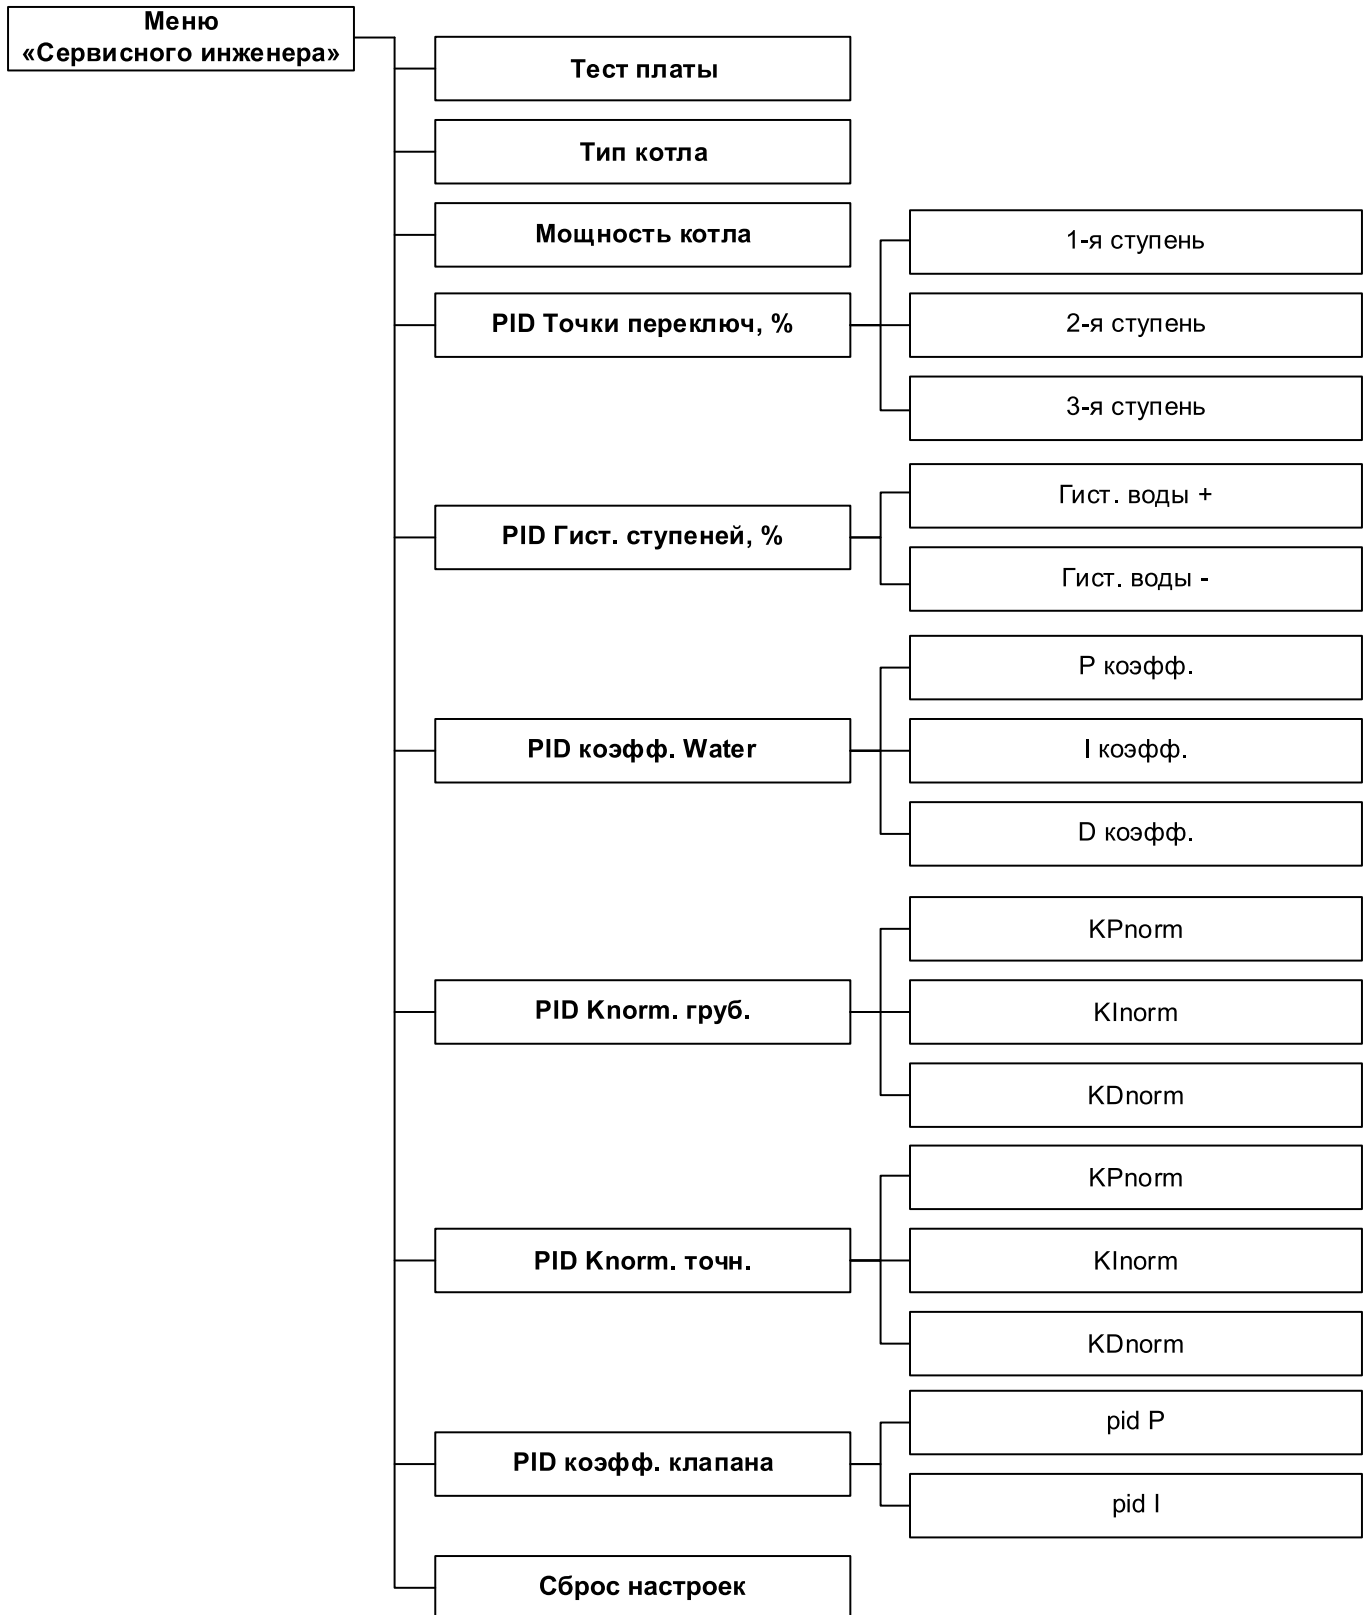 Меню
«Сервисного инженера»
Тест платы
Тип котла
Мощность котла
PID Точки переключ, %
1-я ступень
2-я ступень
3-я ступень
PID Гист. ступеней, %
Гист. воды +
Гист. воды -
PID коэфф. Water
P коэфф.
I коэфф.
D коэфф.
PID Knorm. груб.
KPnorm
KInorm
KDnorm
PID Knorm. точн.
KPnorm
KInorm
KDnorm
PID коэфф. клапана
pid P
pid I
Сброс настроек